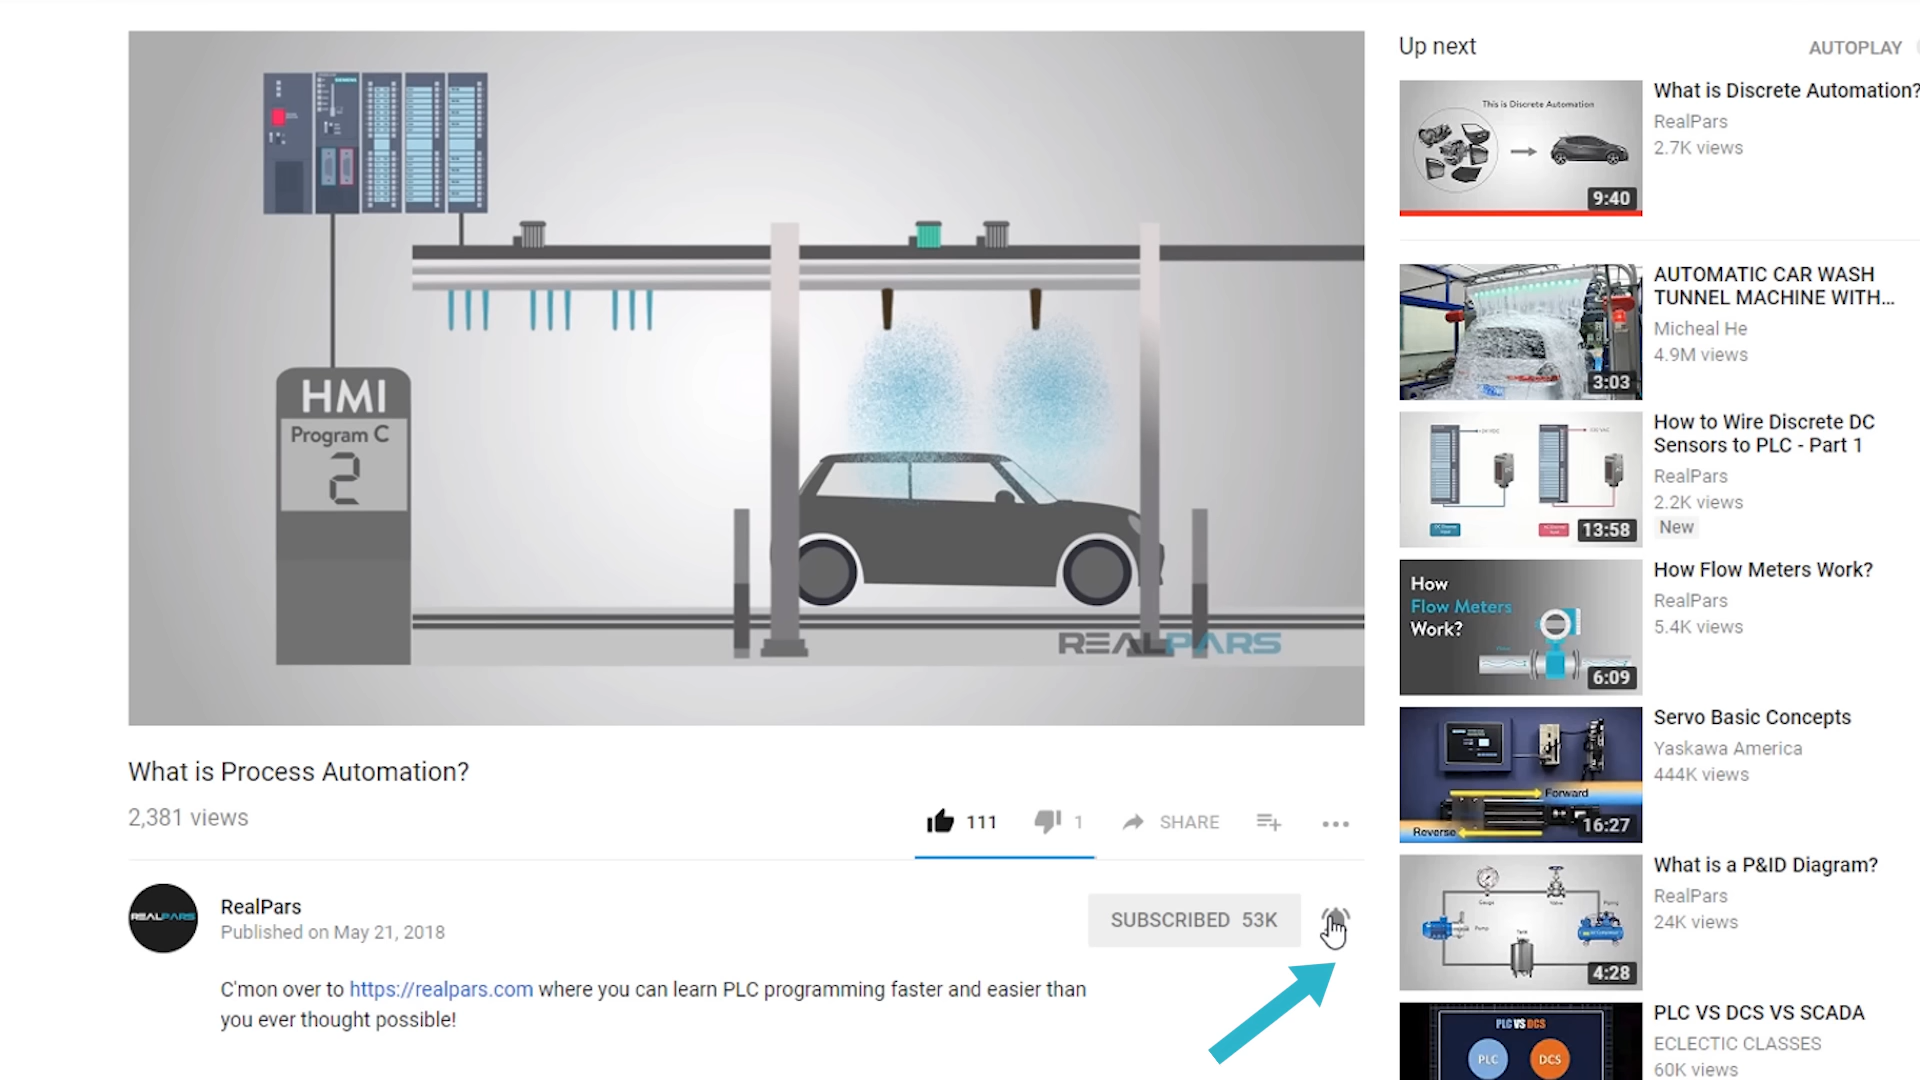 SIEMENS
HMI
Program C
2
REALPARS
What is Process Automation?
2,381 views
111
1
SHARE
REALPARS
RealPars
Published on May 21, 2018
SUBSCRIBED 53K
C'mon over to https://realpars.com where you can learn PLC programming faster and easier than
you ever thought possible!
Up next
AUTOPLAY
This is Discrete Automation
9:40
What is Discrete Automation?
RealPars
2.7K views
3:03
AUTOMATIC CAR WASH
TUNNEL MACHINE WITH...
Micheal He
4.9M views
13:58
How to Wire Discrete DC
Sensors to PLC - Part 1
RealPars
2.2K views
New
How
Flow Meters
Work?
6:09
How Flow Meters Work?
RealPars
5.4K views
Forward
Reverse
16:27
Servo Basic Concepts
Yaskawa America
444K views
Gauge
Valve
Piping
Pump
Tank
4:28
What is a P&ID Diagram?
RealPars
24K views
PLC VS DCS
PLC
DCS
PLC VS DCS VS SCADA
ECLECTIC CLASSES
60K views